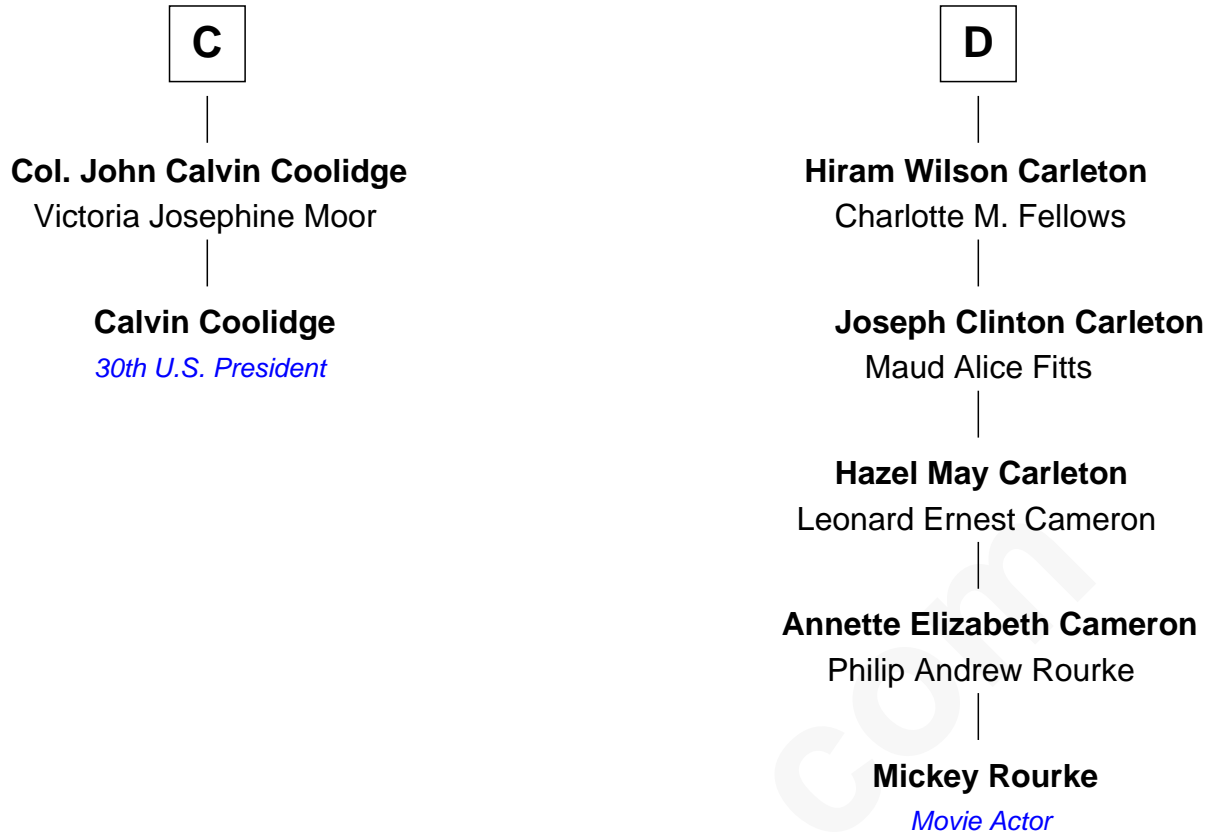 C
Col. John Calvin Coolidge
Victoria Josephine Moor
Calvin Coolidge
30th U.S. President
D
Hiram Wilson Carleton
Charlotte M. Fellows
Joseph Clinton Carleton
Maud Alice Fitts
Hazel May Carleton
Leonard Ernest Cameron
Annette Elizabeth Cameron
Philip Andrew Rourke
Mickey Rourke
Movie Actor
com